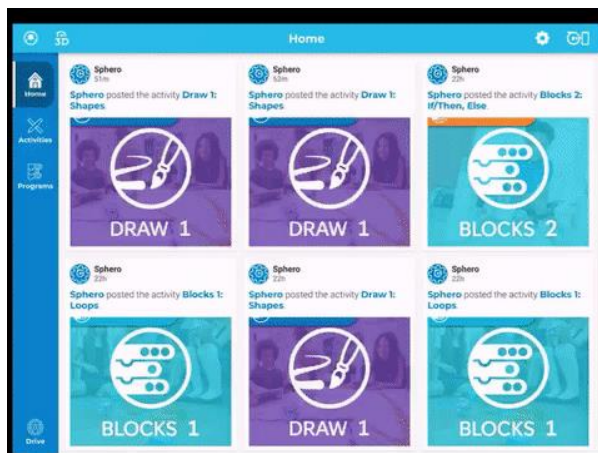 3D
Home
Home
Activities
Programs
Drive
Sphero
51m
Sphero posted the activity Draw 1:
Shapes.
DRAW 1
Sphero
52m
Sphero posted the activity Draw 1:
Shapes.
DRAW 1
Sphero
22h
Sphero posted the activity Blocks 2:
If/Then, Else
BLOCKS 2
Sphero
22h
Sphero posted the activity Blocks 1:
Loops
BLOCKS 1
Sphero
22h
Sphero posted the activity Draw 1:
Shapes.
DRAW 1
Sphero
22h
Sphero posted the activity Blocks 1:
Loops
BLOCKS 1